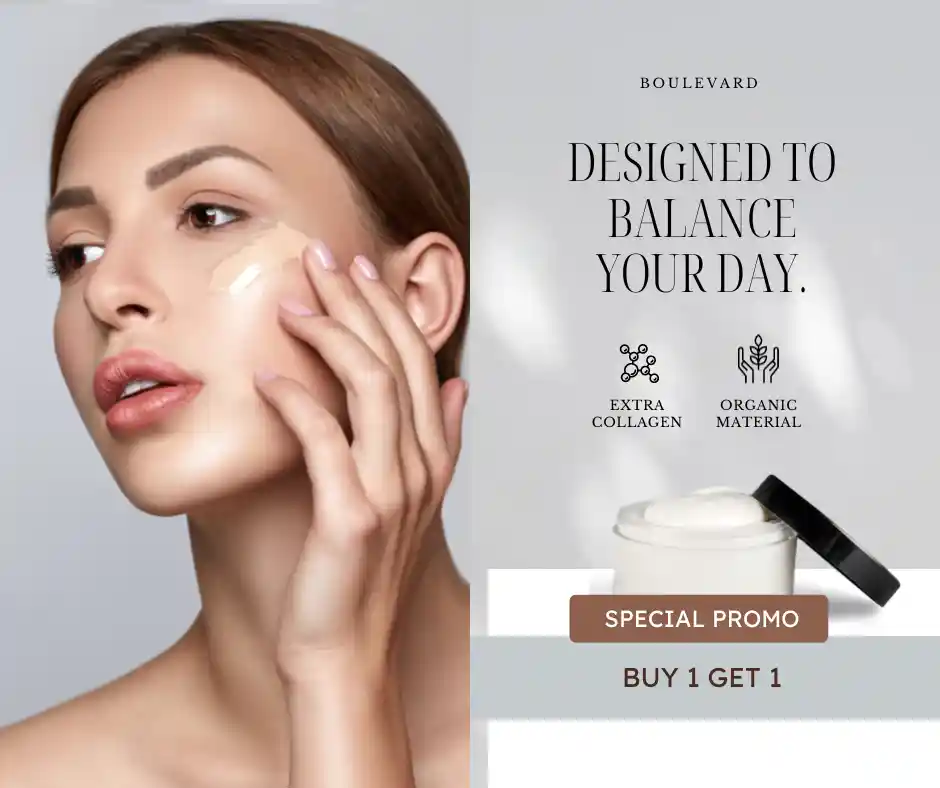 BOULEVARD
DESIGNED TO
BALANCE
YOUR DAY.
EXTRA
COLLAGEN
ORGANIC
MATERIAL
SPECIAL PROMO
BUY 1 GET 1